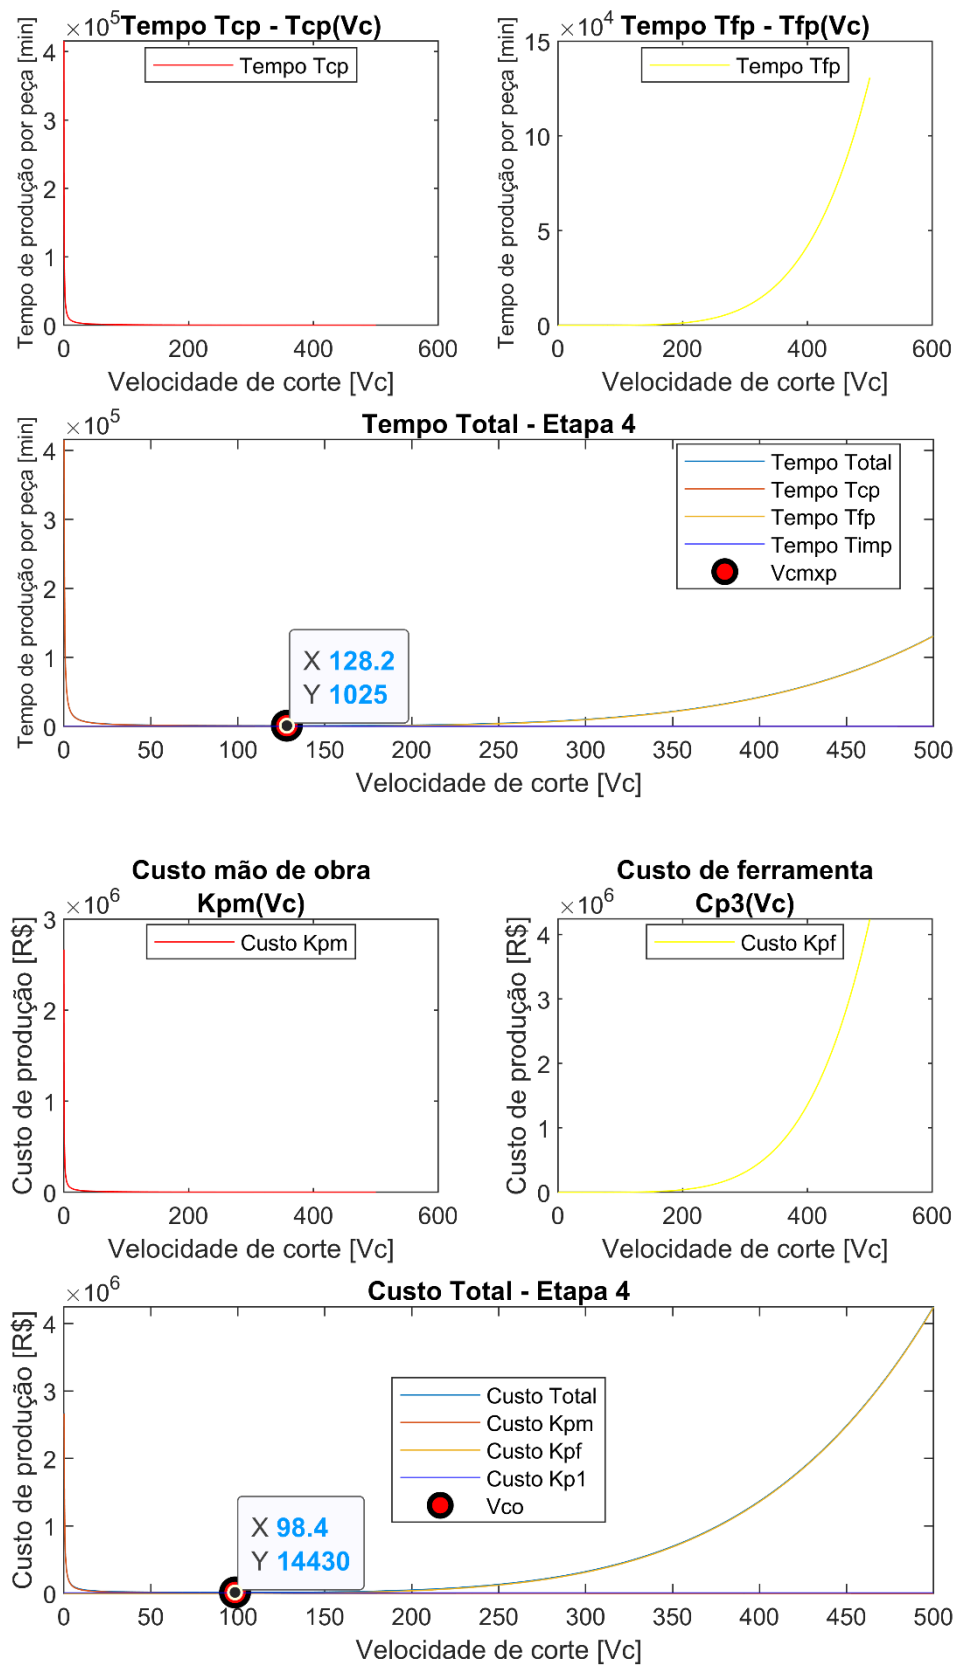 ×10^5 Tempo Tcp - Tcp(Vc)
Tempo de produção por peça [min]
4
3
2
1
0
Tempo Tcp
0 200 400 600
Velocidade de corte [Vc]
×10^4 Tempo Tfp - Tfp(Vc)
Tempo de produção por peça [min]
15
10
5
0
Tempo Tfp
0 200 400 600
Velocidade de corte [Vc]
×10^5 Tempo Total - Etapa 4
Tempo de produção por peça [min]
4
3
2
1
0
Tempo Total
Tempo Tcp
Tempo Tfp
Tempo Timp
Vcmxp
X 128.2
Y 1025
0 50 100 150 200 250 300 350 400 450 500
Velocidade de corte [Vc]
Custo mão de obra
Kpm(Vc)
×10^6
Custo de produção [R$]
3
2
1
0
Custo Kpm
0 200 400 600
Velocidade de corte [Vc]
Custo de ferramenta
Cp3(Vc)
×10^6
Custo de produção [R$]
4
3
2
1
0
Custo Kpf
0 200 400 600
Velocidade de corte [Vc]
×10^6 Custo Total - Etapa 4
Custo de produção [R$]
4
3
2
1
0
Custo Total
Custo Kpm
Custo Kpf
Custo Kp1
Vco
X 98.4
Y 14430
0 50 100 150 200 250 300 350 400 450 500
Velocidade de corte [Vc]